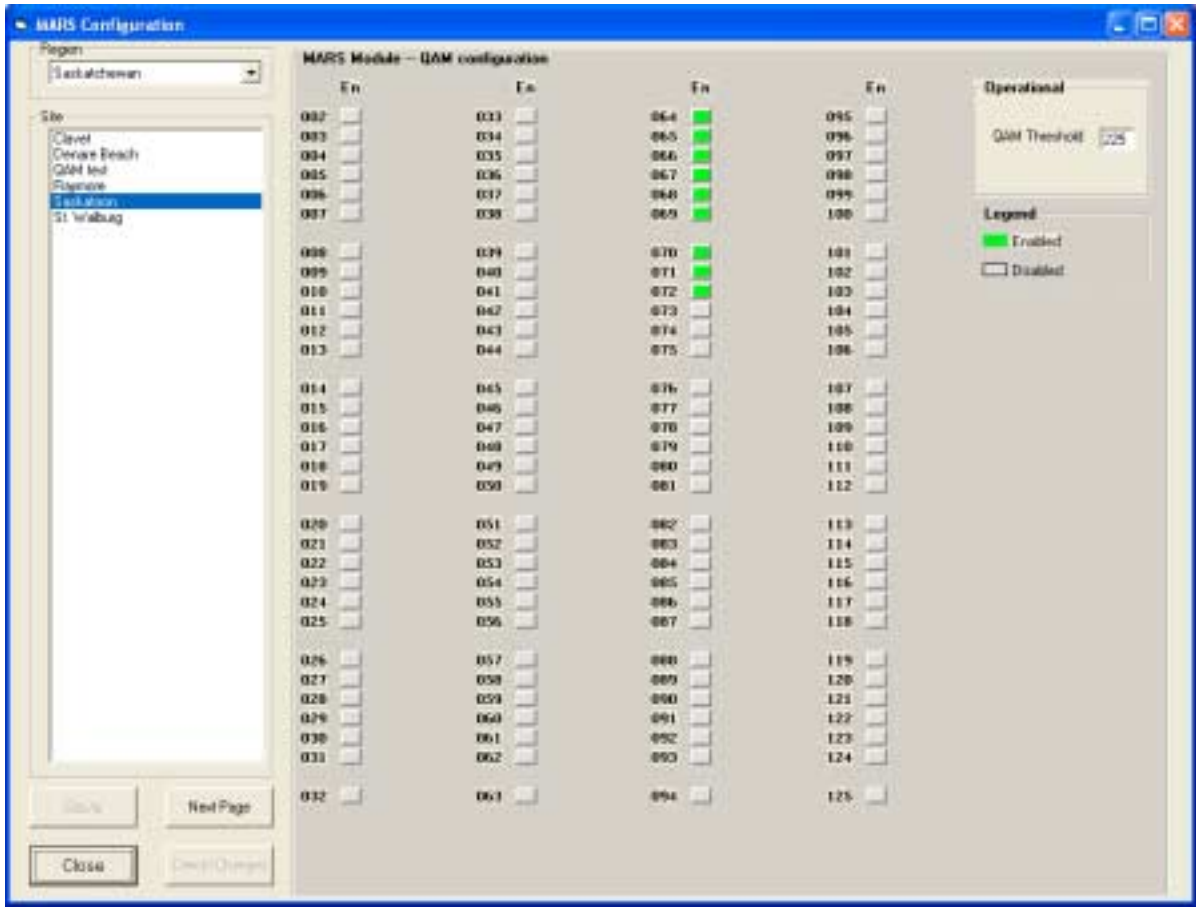 MARS Configuration
Region
Saskatchewan
Site
Clavet
Denare Beach
QAM test
Raymore
Saskatoon
St. Walburg
Next Page
Close
MARS Module -- QAM configuration
En En En En
002 033 064 095
003 034 065 096
004 035 066 097
005 036 067 098
006 037 068 099
007 038 069 100
008 039 070 101
009 040 071 102
010 041 072 103
011 042 073 104
012 043 074 105
013 044 075 106
014 045 076 107
015 046 077 108
016 047 078 109
017 048 079 110
018 049 080 111
019 050 081 112
020 051 082 113
021 052 083 114
022 053 084 115
023 054 085 116
024 055 086 117
025 056 087 118
026 057 088 119
027 058 089 120
028 059 090 121
029 060 091 122
030 061 092 123
031 062 093 124
032 063 094 125
Operational
QAM Threshold 225
Legend
Enabled
Disabled